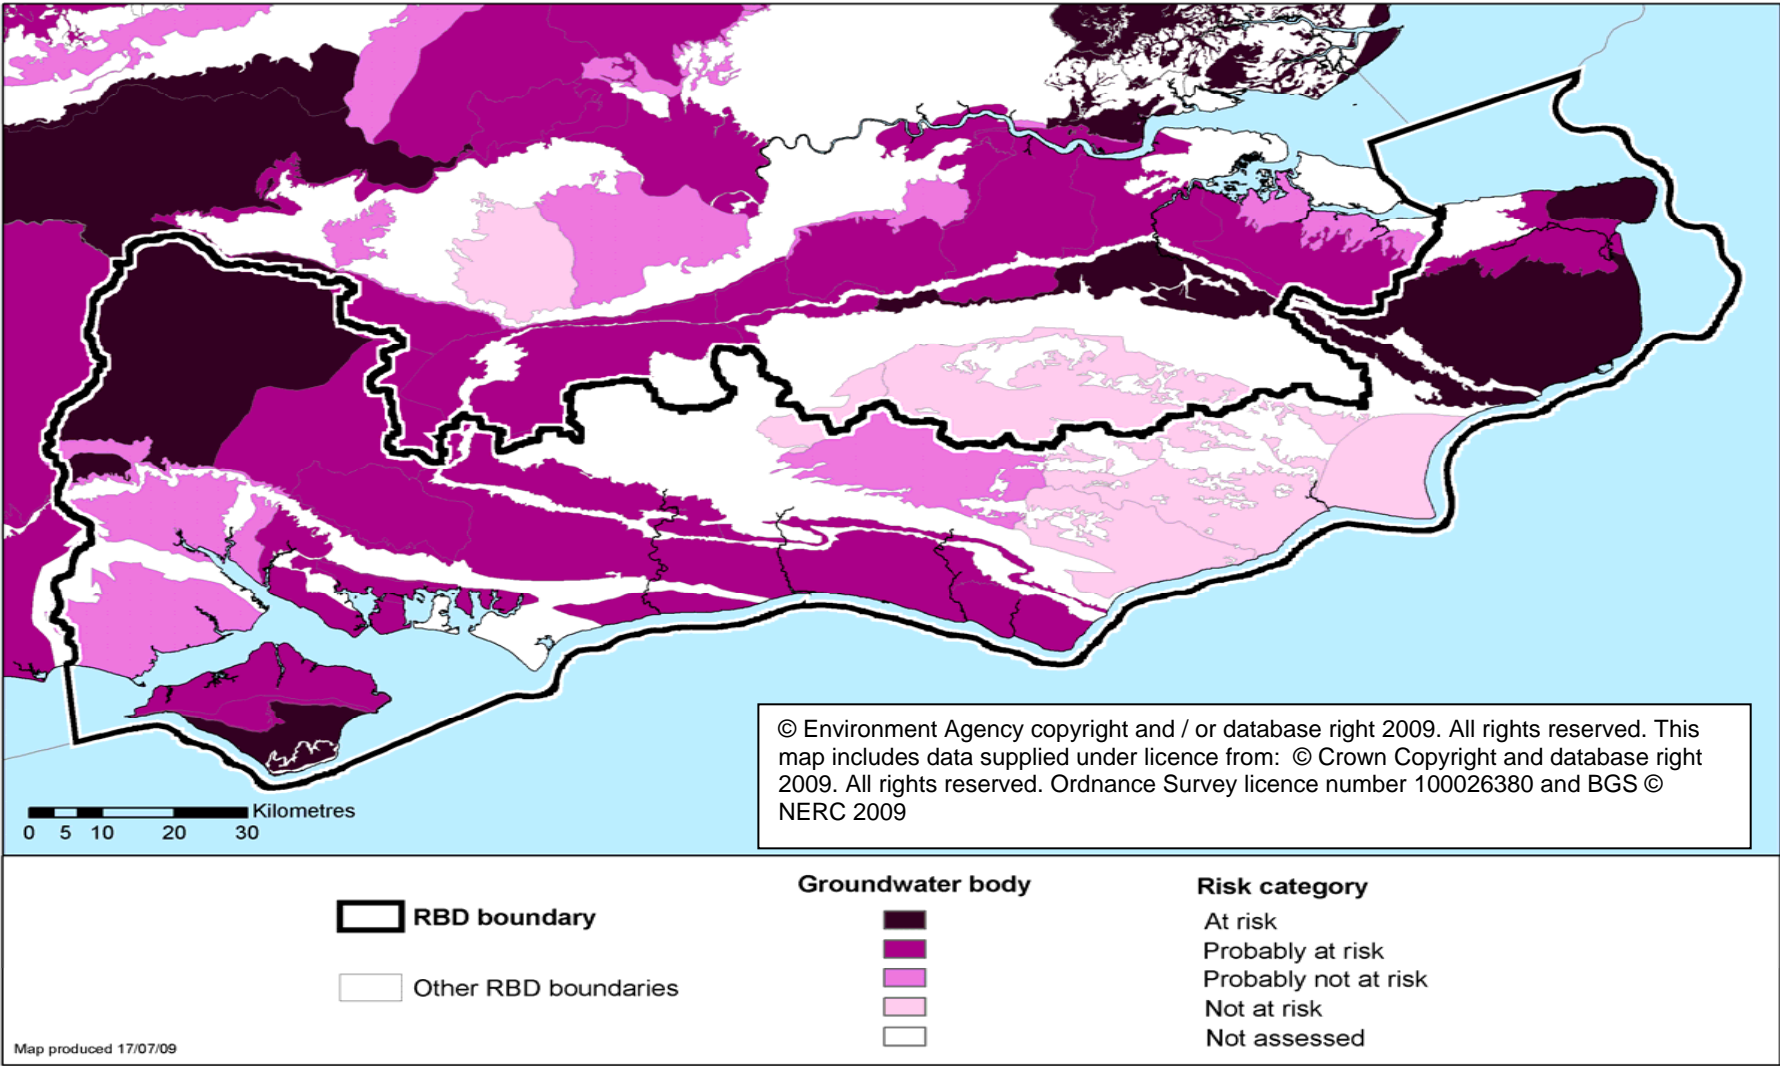 © Environment Agency copyright and / or database right 2009. All rights reserved. This
map includes data supplied under licence from:  © Crown Copyright and database right
2009. All rights reserved. Ordnance Survey licence number 100026380 and BGS ©
NERC 2009
Kilometres
0 5 10 20 30
Groundwater body
Risk category
RBD boundary
Other RBD boundaries
At risk
Probably at risk
Probably not at risk
Not at risk
Not assessed
Map produced 17/07/09